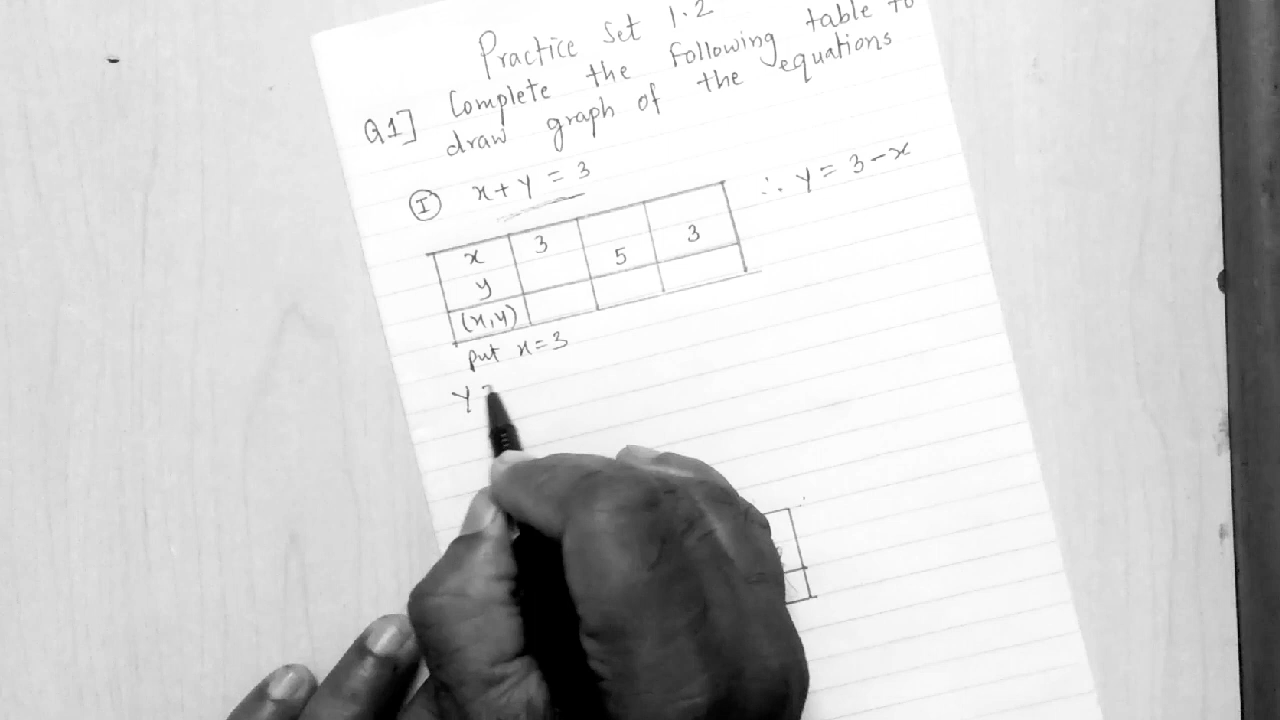 Practice Set 1.2
Q1] Complete the following table to
draw graph of the equations
(I) x + y = 3
∴ y = 3 - x
x 3 3
y 5
(x,y)
put x = 3
y =